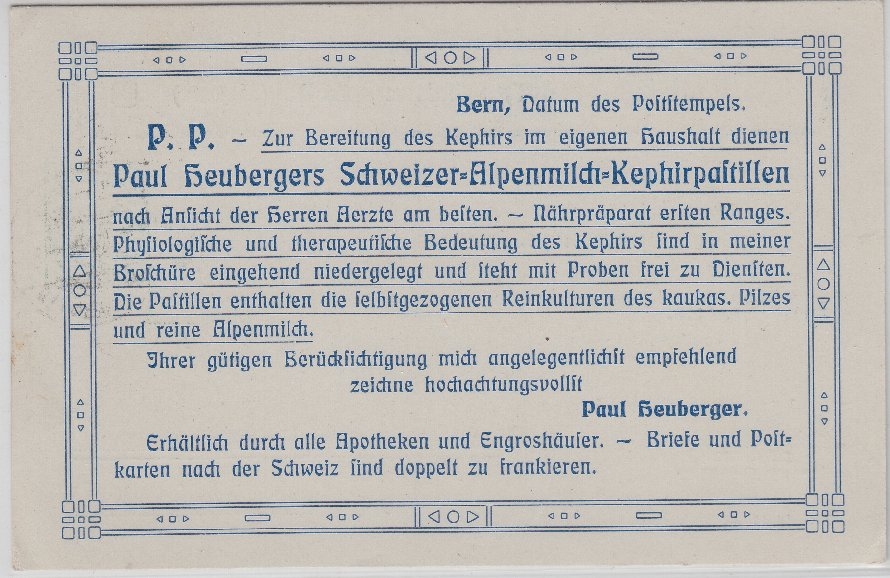 Bern, Datum des Poſtſtempels.
P. P. — Zur Bereitung des Kephirs im eigenen Haushalt dienen
Paul Heubergers Schweizer=Alpenmilch=Kephirpaſtillen
nach Anſicht der Herren Aerzte am beſten. — Nährpräparat erſten Ranges.
Phyſiologiſche und therapeutiſche Bedeutung des Kephirs ſind in meiner
Broſchüre eingehend niedergelegt und ſteht mit Proben frei zu Dienſten.
Die Paſtillen enthalten die ſelbſtgezogenen Reinkulturen des kaukas. Pilzes
und reine Alpenmilch.
Ihrer gütigen Berückſichtigung mich angelegentlichſt empfehlend
zeichne hochachtungsvollſt
Paul Heuberger.
Erhältlich durch alle Apotheken und Engroshäuſer. — Briefe und Poſt=
karten nach der Schweiz ſind doppelt zu frankieren.